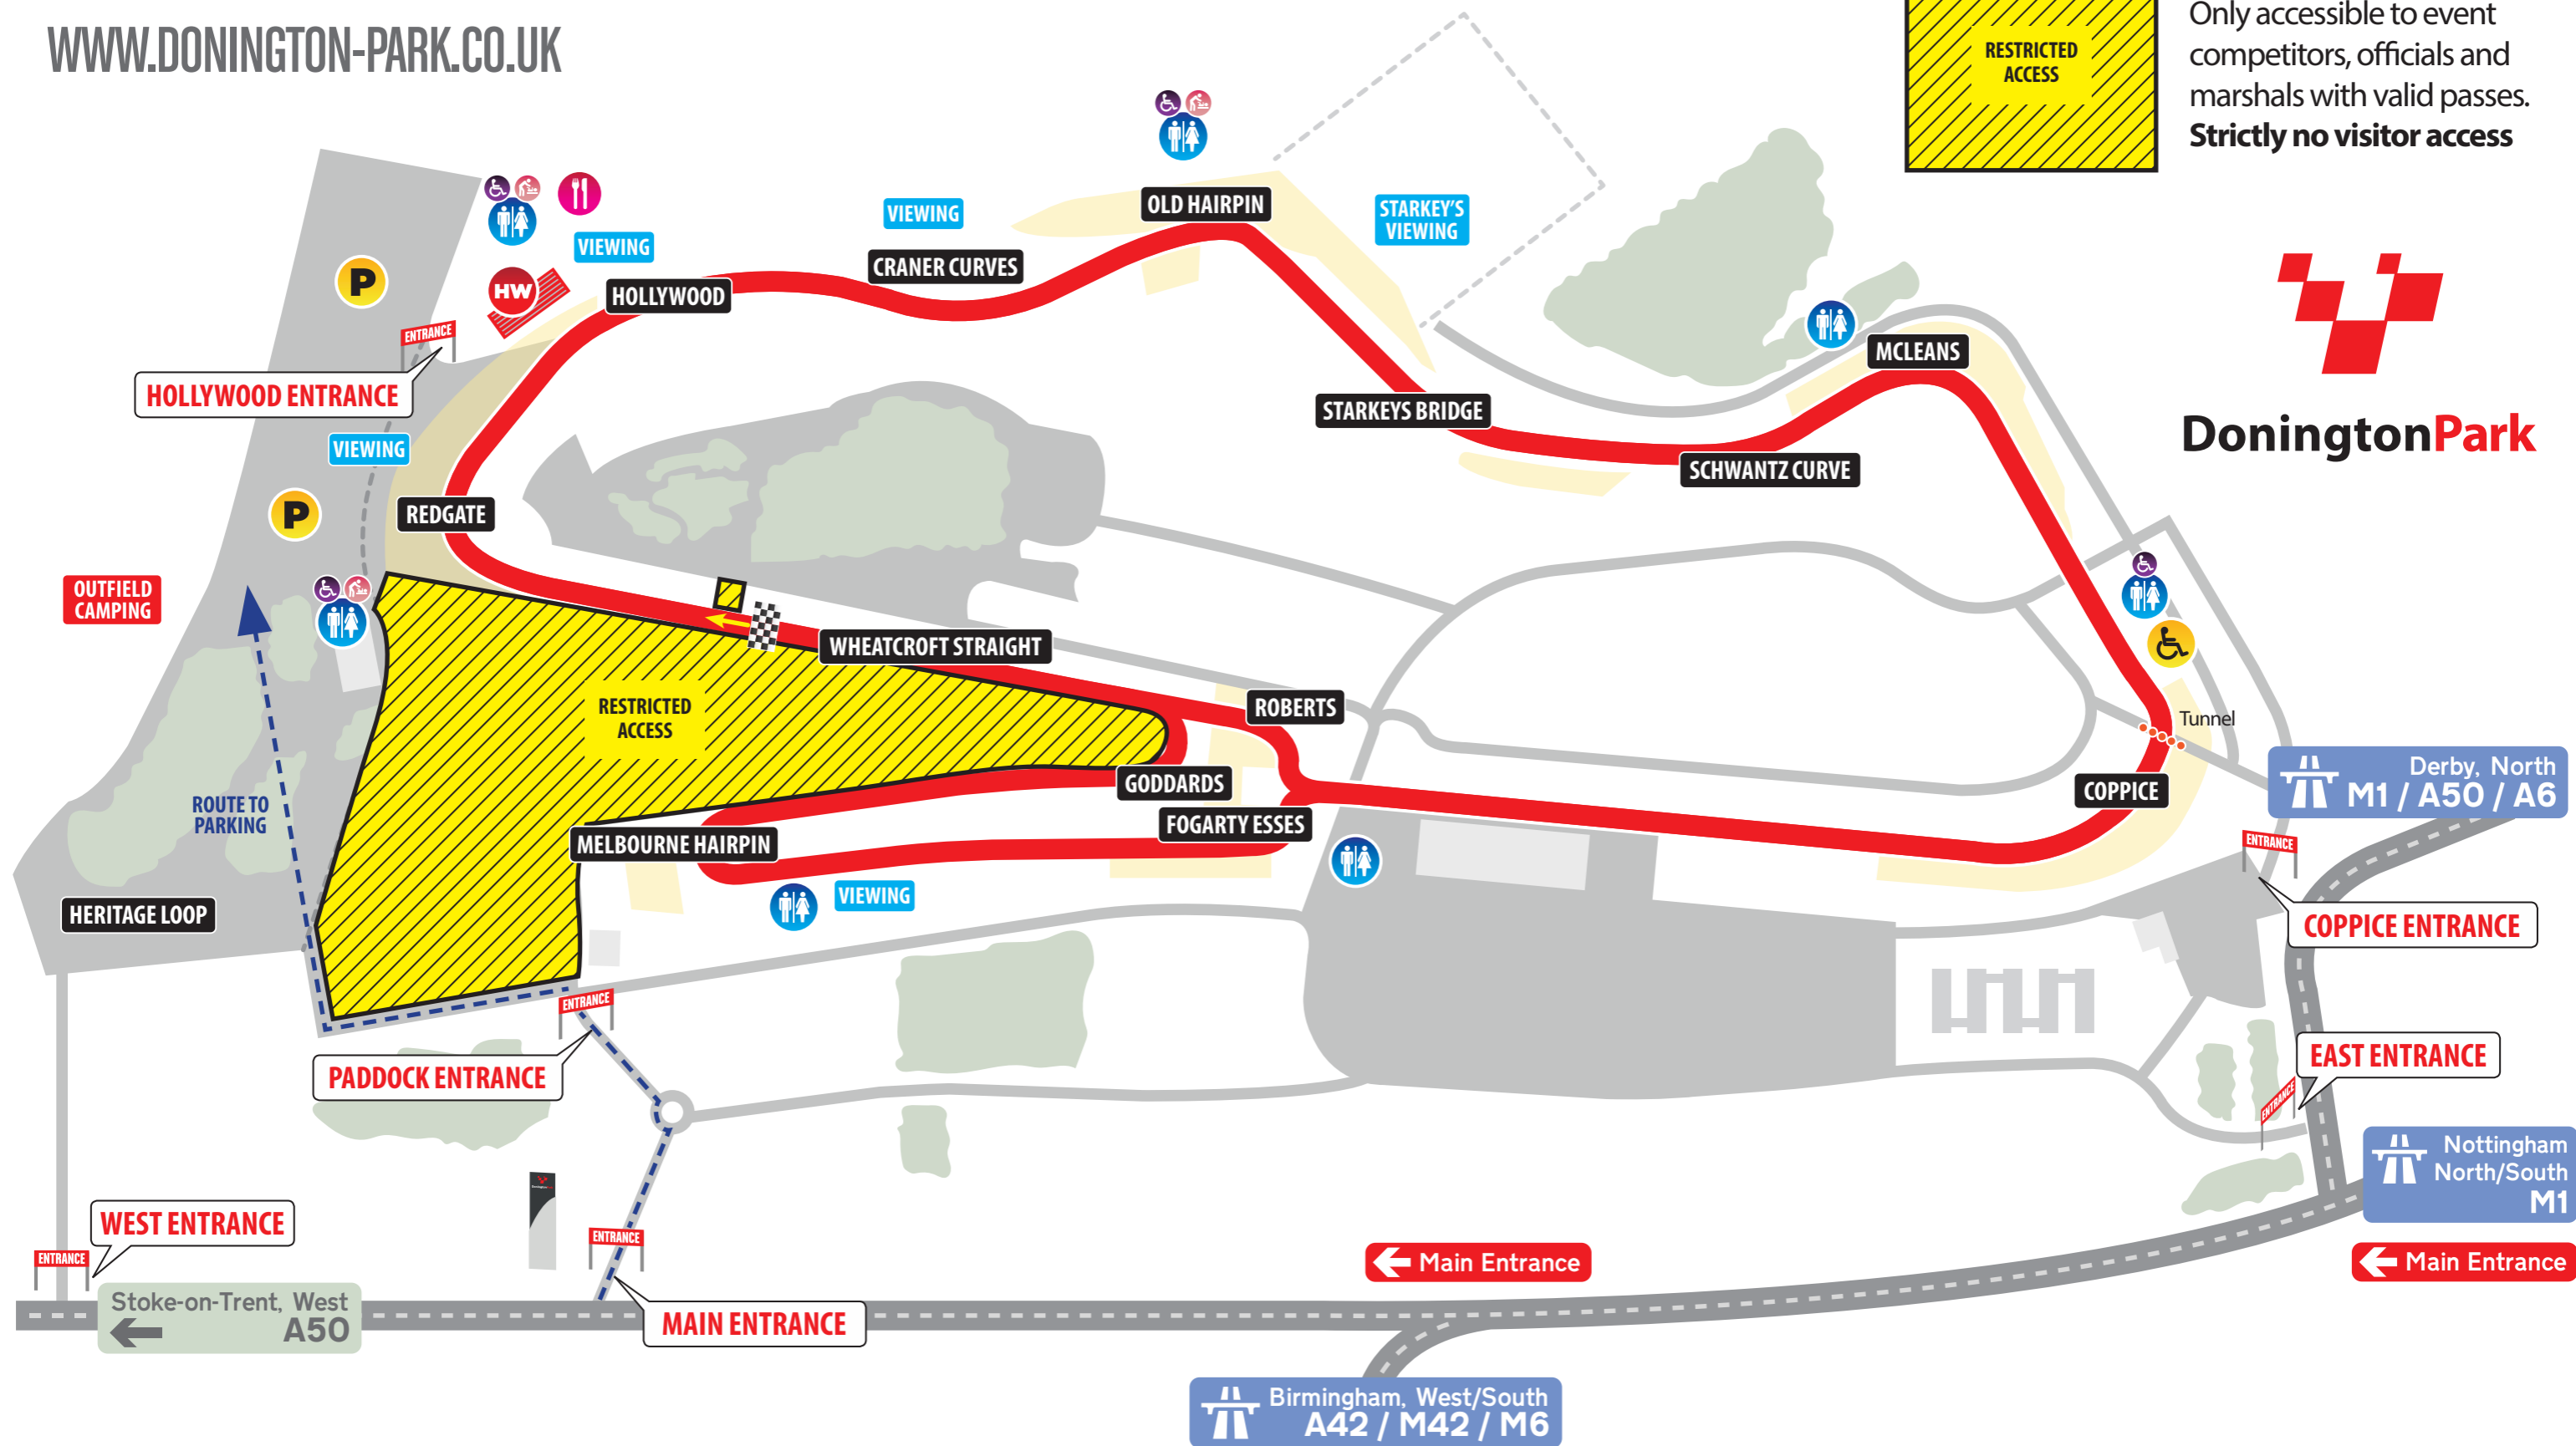 WWW.DONINGTON-PARK.CO.UK
RESTRICTED
ACCESS
Only accessible to event
competitors, officials and
marshals with valid passes.
Strictly no visitor access
DoningtonPark
OLD HAIRPIN
VIEWING
STARKEY'S
VIEWING
VIEWING
CRANER CURVES
HW
HOLLYWOOD
P
ENTRANCE
HOLLYWOOD ENTRANCE
MCLEANS
STARKEYS BRIDGE
SCHWANTZ CURVE
VIEWING
P
REDGATE
OUTFIELD
CAMPING
WHEATCROFT STRAIGHT
RESTRICTED
ACCESS
ROBERTS
Tunnel
GODDARDS
COPPICE
Derby, North
M1 / A50 / A6
ROUTE TO
PARKING
FOGARTY ESSES
MELBOURNE HAIRPIN
ENTRANCE
VIEWING
HERITAGE LOOP
COPPICE ENTRANCE
ENTRANCE
PADDOCK ENTRANCE
EAST ENTRANCE
ENTRANCE
Nottingham
North/South
M1
WEST ENTRANCE
ENTRANCE
ENTRANCE
Main Entrance
Main Entrance
Stoke-on-Trent, West
A50
MAIN ENTRANCE
Birmingham, West/South
A42 / M42 / M6